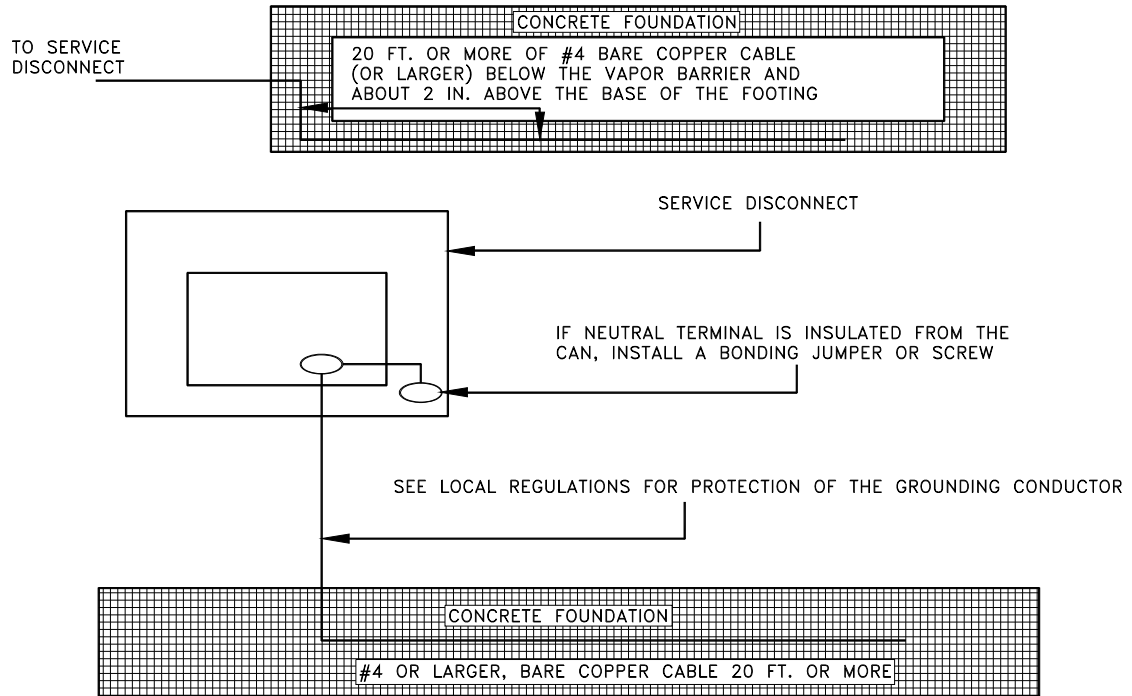 CONCRETE FOUNDATION
TO SERVICE
DISCONNECT
20 FT. OR MORE OF #4 BARE COPPER CABLE
(OR LARGER) BELOW THE VAPOR BARRIER AND
ABOUT 2 IN. ABOVE THE BASE OF THE FOOTING
SERVICE DISCONNECT
IF NEUTRAL TERMINAL IS INSULATED FROM THE
CAN, INSTALL A BONDING JUMPER OR SCREW
SEE LOCAL REGULATIONS FOR PROTECTION OF THE GROUNDING CONDUCTOR
CONCRETE FOUNDATION
#4 OR LARGER, BARE COPPER CABLE 20 FT. OR MORE